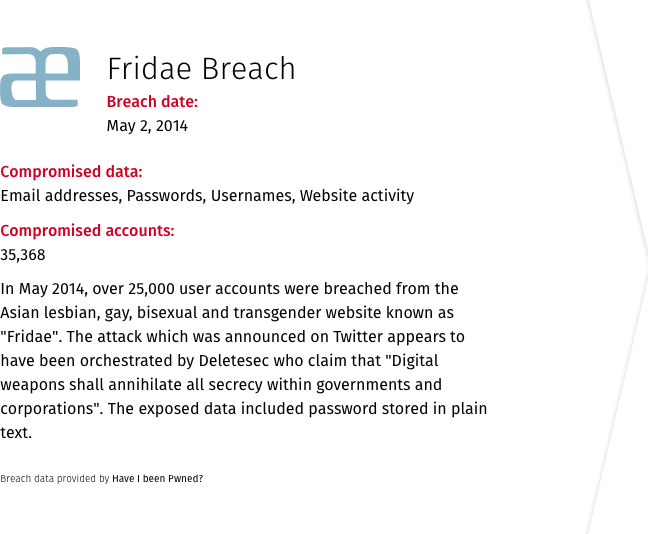 æ
Fridae Breach
Breach date:
May 2, 2014
Compromised data:
Email addresses, Passwords, Usernames, Website activity
Compromised accounts:
35,368
In May 2014, over 25,000 user accounts were breached from the
Asian lesbian, gay, bisexual and transgender website known as
"Fridae". The attack which was announced on Twitter appears to
have been orchestrated by Deletesec who claim that "Digital
weapons shall annihilate all secrecy within governments and
corporations". The exposed data included password stored in plain
text.
Breach data provided by Have I been Pwned?